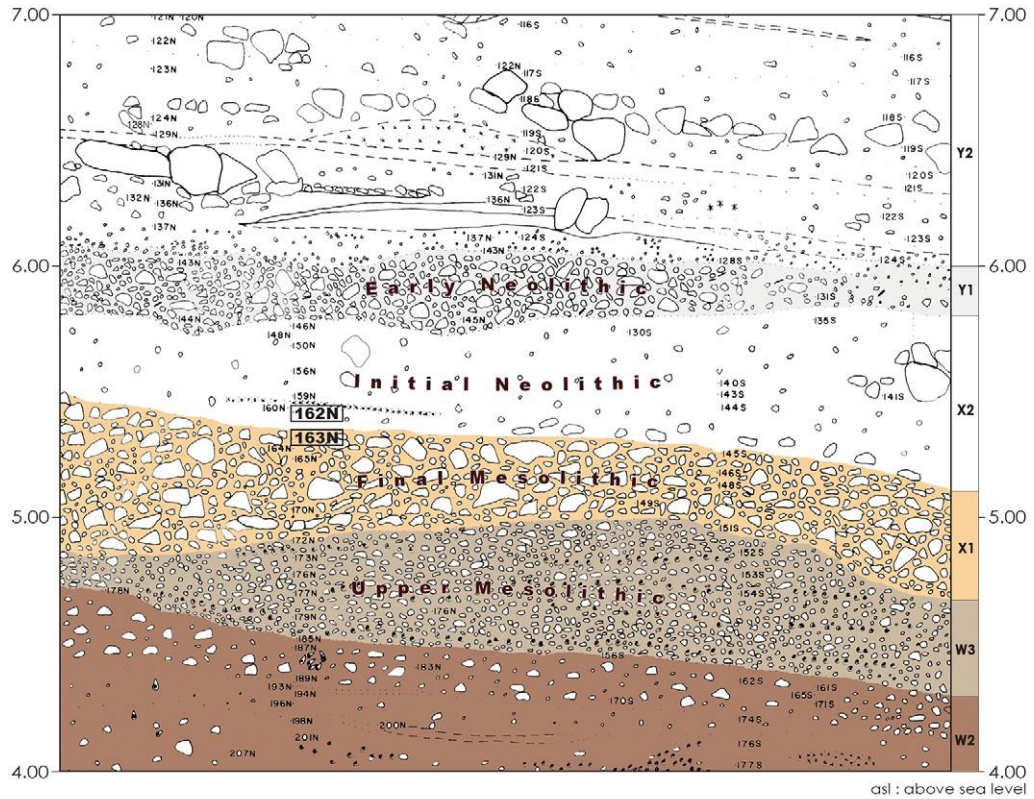 7.00
7.00
121N 120N
116S
122N
116S
123N
122N
117S
117S
118S
124N
118S
128N
129N
119S
119S
Y2
120S
129N
121S
120S
131N
131N
121S
122S
132N
136N
136N
123S
122S
137N
137N
124S
123S
143N
128S
124S
143N
6.00
6.00
Early Neolithic
131S
Y1
144N
145N
135S
146N
130S
148N
150N
156N
Initial Neolithic
140S
159N
143S
141S
160N
162N
144S
X2
163N
164N
145S
165N
146S
Final Mesolithic
148S
170N
149S
5.00
5.00
151S
172N
152S
X1
173N
176N
153S
Upper Mesolithic
178N
177N
154S
179N
176N
185N
W3
187N
156S
183N
189N
162S
193N
161S
194N
165S
196N
170S
171S
198N
200N
174S
201N
W2
207N
176S
177S
4.00
4.00
asl : above sea level